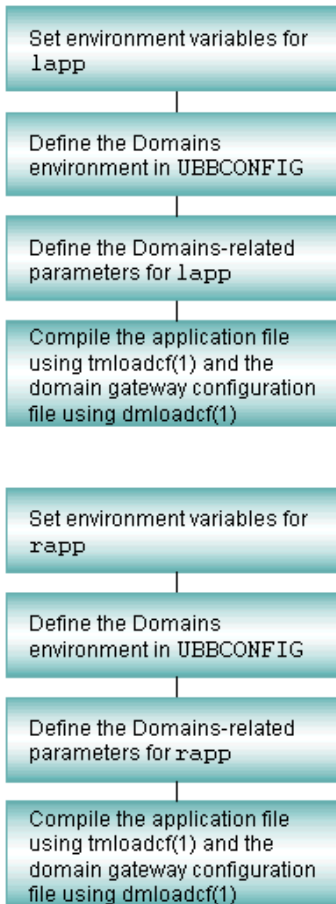 Set environment variables for
lapp
Define the Domains
environment in UBBCONFIG
Define the Domains-related
parameters for lapp
Compile the application file
using tmloadcf(1) and the
domain gateway configuration
file using dmloadcf(1)
Set environment variables for
rapp
Define the Domains
environment in UBBCONFIG
Define the Domains-related
parameters for rapp
Compile the application file
using tmloadcf(1) and the
domain gateway configuration
file using dmloadcf(1)